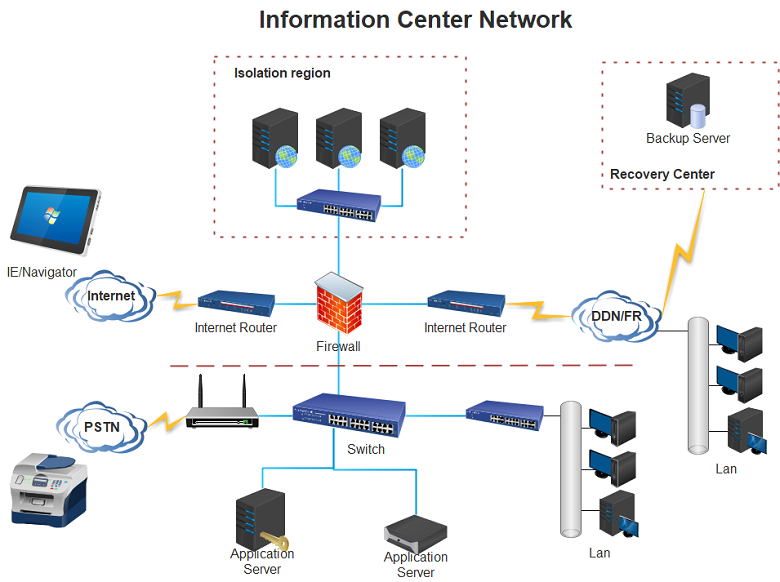 Information Center Network
Isolation region
Backup Server
Recovery Center
IE/Navigator
Internet
Internet Router
Firewall
Internet Router
DDN/FR
PSTN
Switch
Lan
Application
Server
Application
Server
Lan